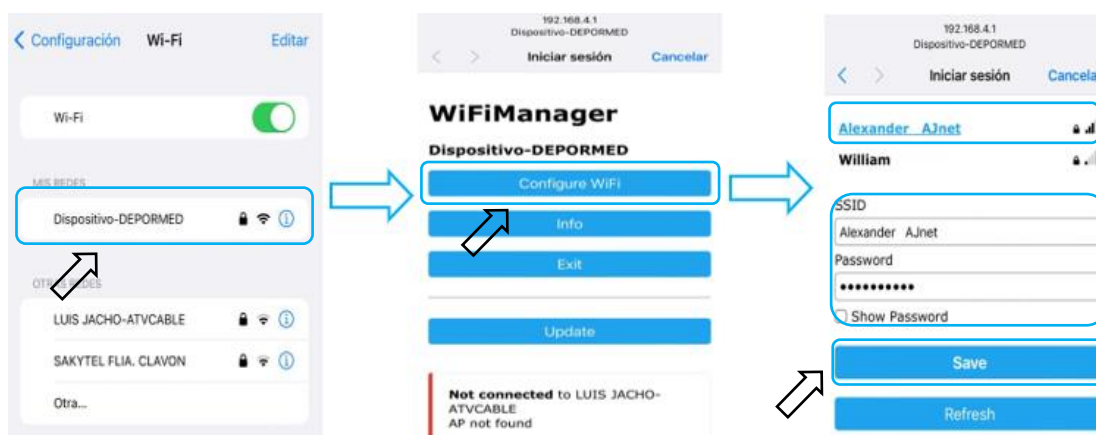 Configuración Wi-Fi Editar
Wi-Fi
MIS REDES
Dispositivo-DEPORMED
OTRAS REDES
LUIS JACHO-ATVCABLE
SAKYTEL FLIA. CLAVON
Otra...
192.168.4.1
Dispositivo-DEPORMED
Iniciar sesión Cancelar
WiFiManager
Dispositivo-DEPORMED
Configure WiFi
Info
Exit
Update
Not connected to LUIS JACHO-
ATVCABLE
AP not found
192.168.4.1
Dispositivo-DEPORMED
Iniciar sesión Cancela
Alexander AJnet
William
SSID
Alexander AJnet
Password
••••••••••
Show Password
Save
Refresh